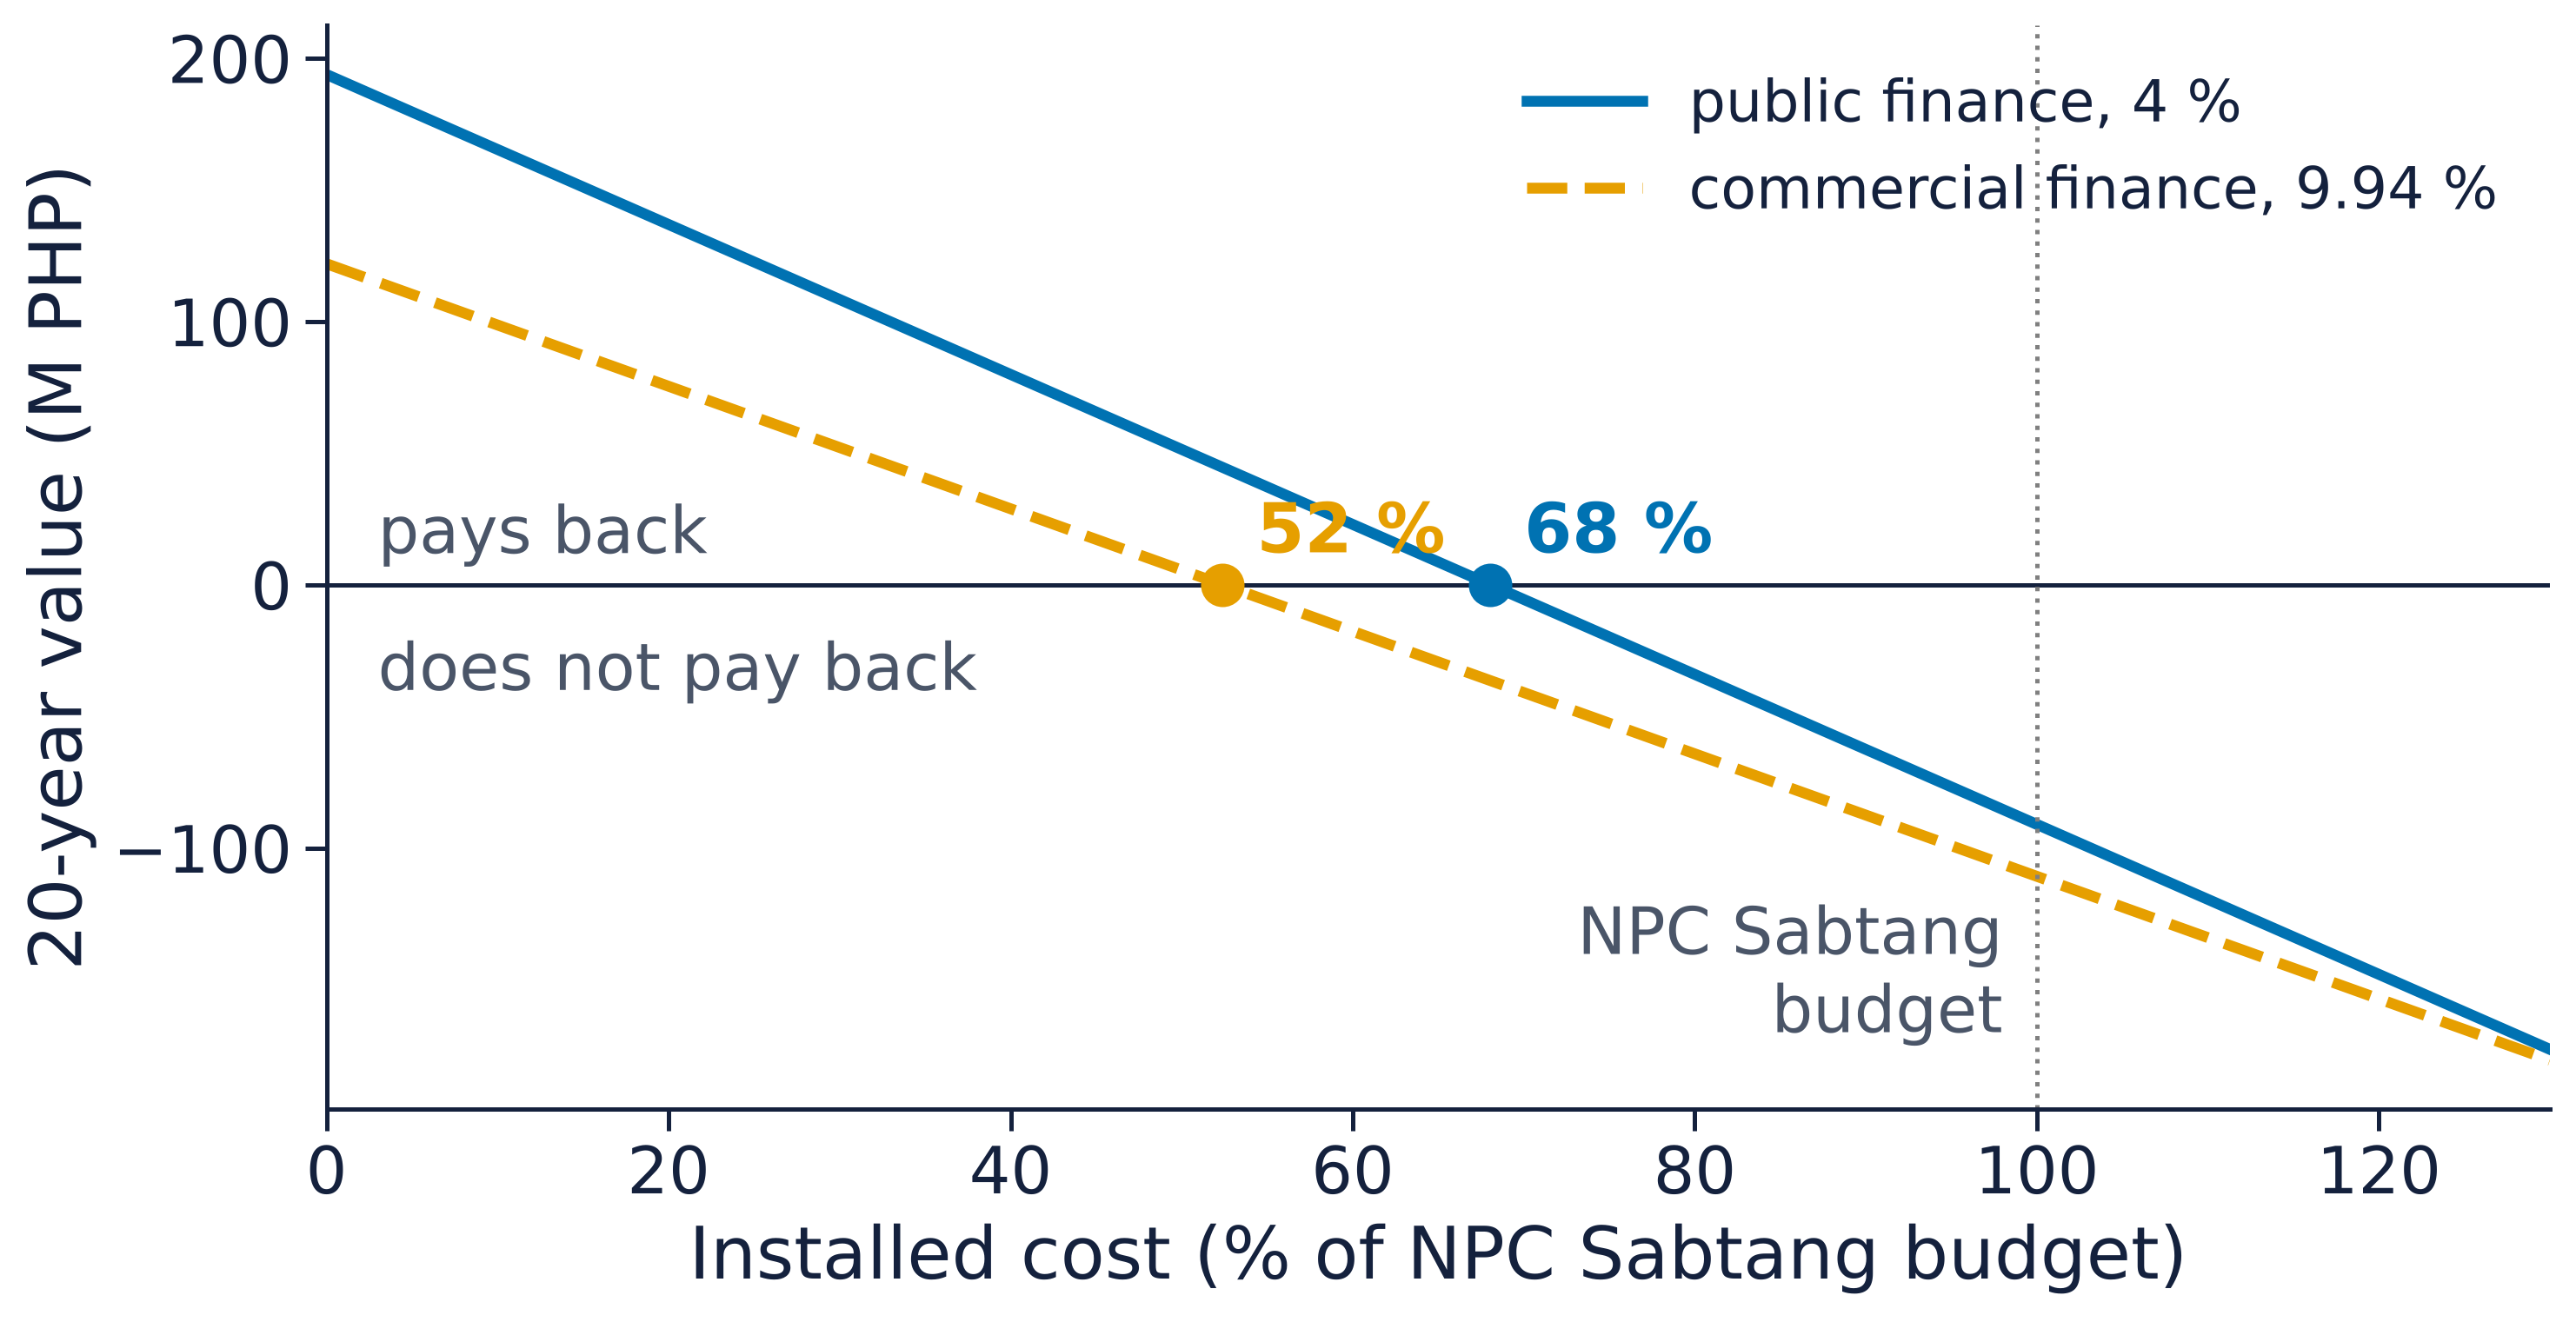 200
100
0
−100
20-year value (M PHP)
public finance, 4 %
commercial finance, 9.94 %
pays back
52 %
68 %
does not pay back
NPC Sabtang
budget
0 20 40 60 80 100 120
Installed cost (% of NPC Sabtang budget)